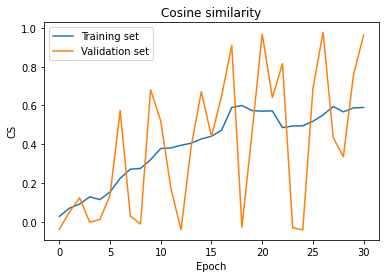 Cosine similarity
Training set
Validation set
1.0
0.8
0.6
0.4
0.2
0.0
CS
0 5 10 15 20 25 30
Epoch